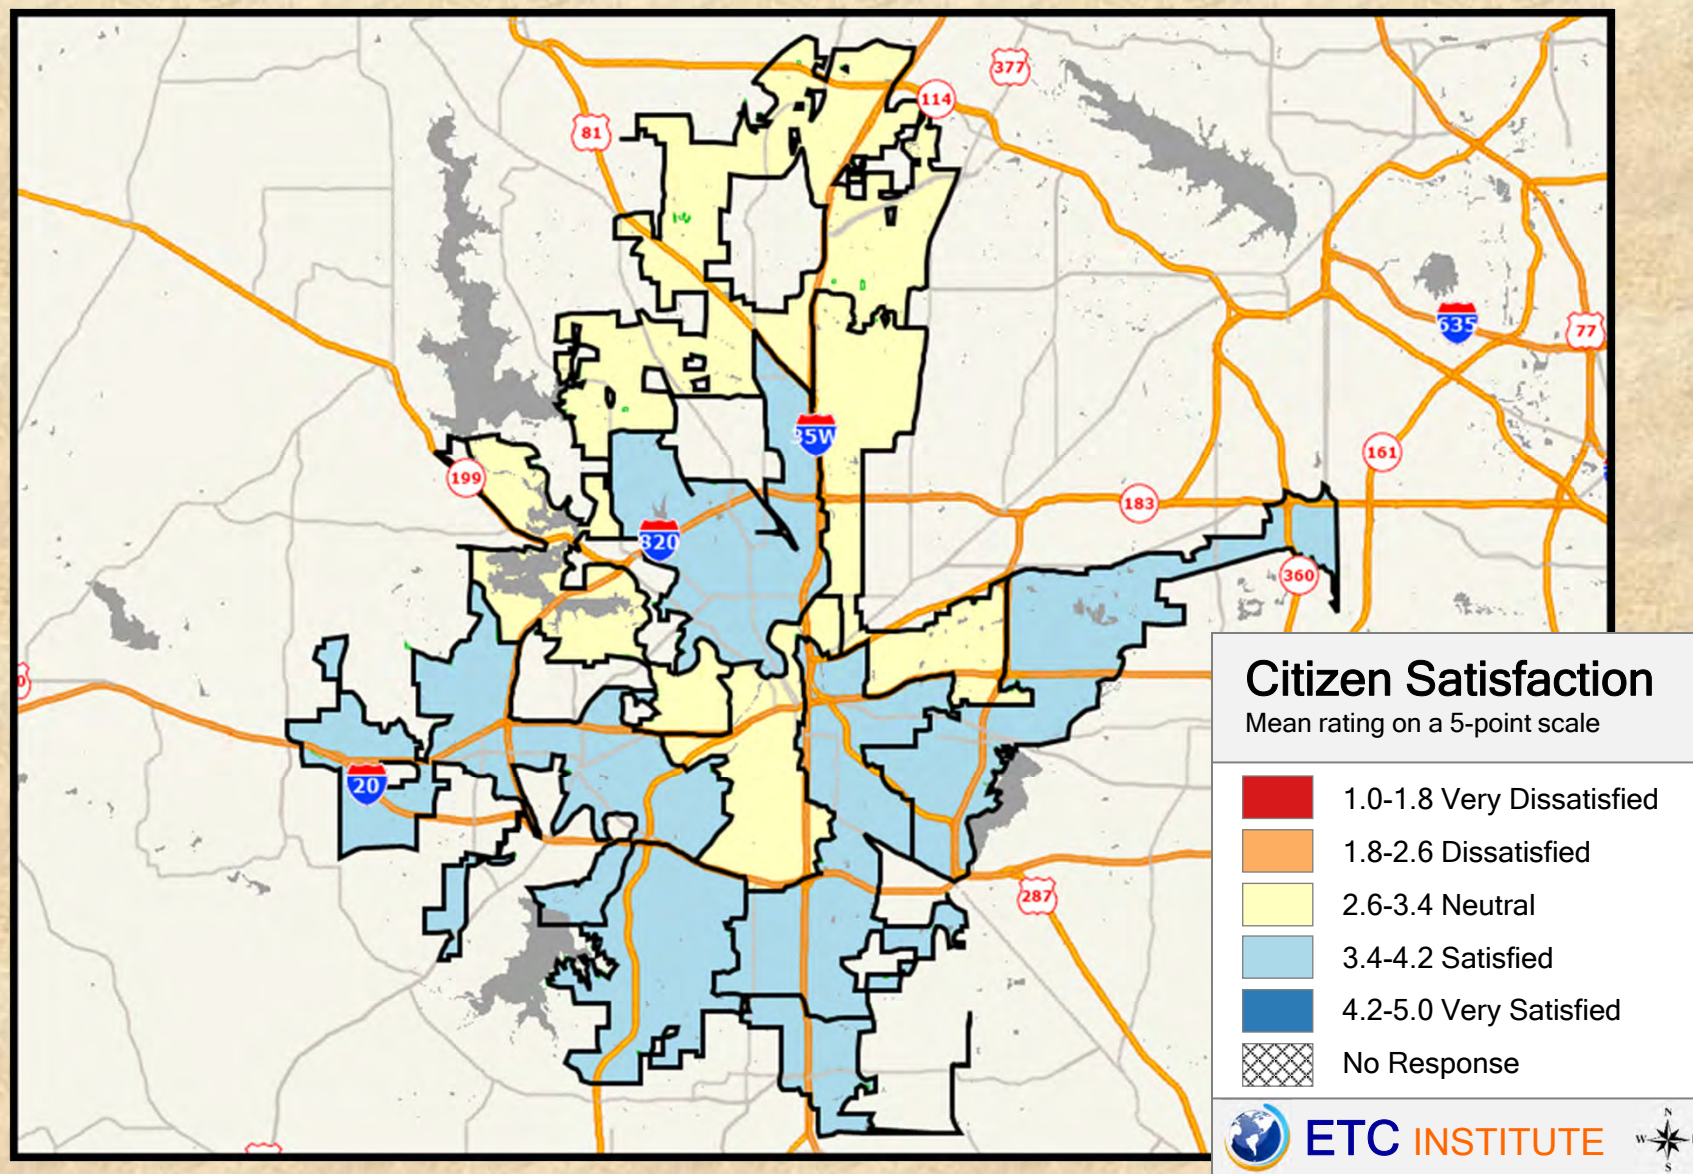 377
114
81
635
77
35W
161
199
183
820
360
20
287
Citizen Satisfaction
Mean rating on a 5-point scale
1.0-1.8 Very Dissatisfied
1.8-2.6 Dissatisfied
2.6-3.4 Neutral
3.4-4.2 Satisfied
4.2-5.0 Very Satisfied
No Response
ETC INSTITUTE
N
W
S